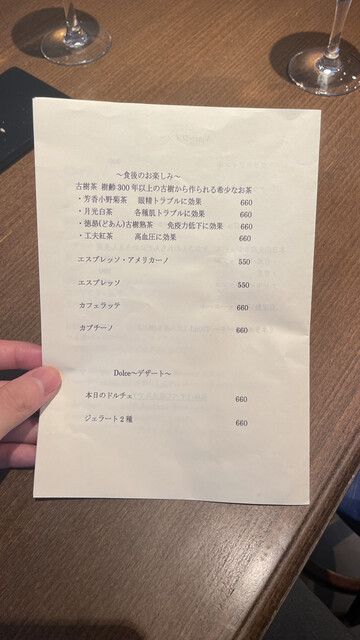 ～食後のお楽しみ～
古樹茶 樹齢300年以上の古樹から作られる希少なお茶
・芳香小野菊茶 眼精トラブルに効果 660
・月光白茶 各種肌トラブルに効果 660
・徳昂(どあん)古樹熟茶 免疫力低下に効果 660
・工夫紅茶 高血圧に効果 660
エスプレッソ・アメリカーノ 550
エスプレッソ 550
カフェラッテ 660
カプチーノ 660
Dolce～デザート～
本日のドルチェ 660
ジェラート2種 660